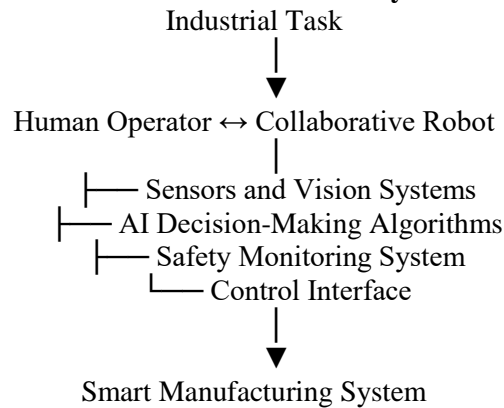 Industrial Task
Human Operator ↔ Collaborative Robot
Sensors and Vision Systems
AI Decision-Making Algorithms
Safety Monitoring System
Control Interface
Smart Manufacturing System